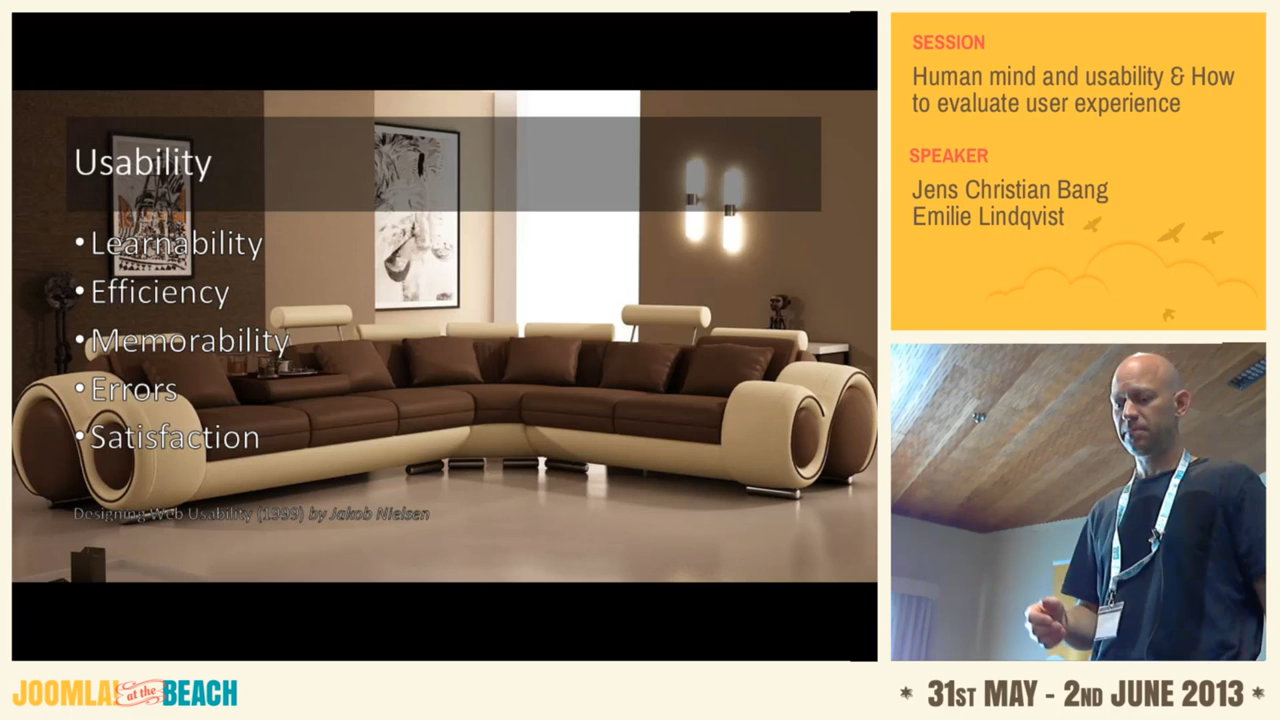 Usability
• Learnability
• Efficiency
• Memorability
• Errors
• Satisfaction
Designing Web Usability (1999) by Jakob Nielsen
SESSION
Human mind and usability & How
to evaluate user experience
SPEAKER
Jens Christian Bang
Emilie Lindqvist
JOOMLA! at the BEACH
* 31ST MAY - 2ND JUNE 2013 *